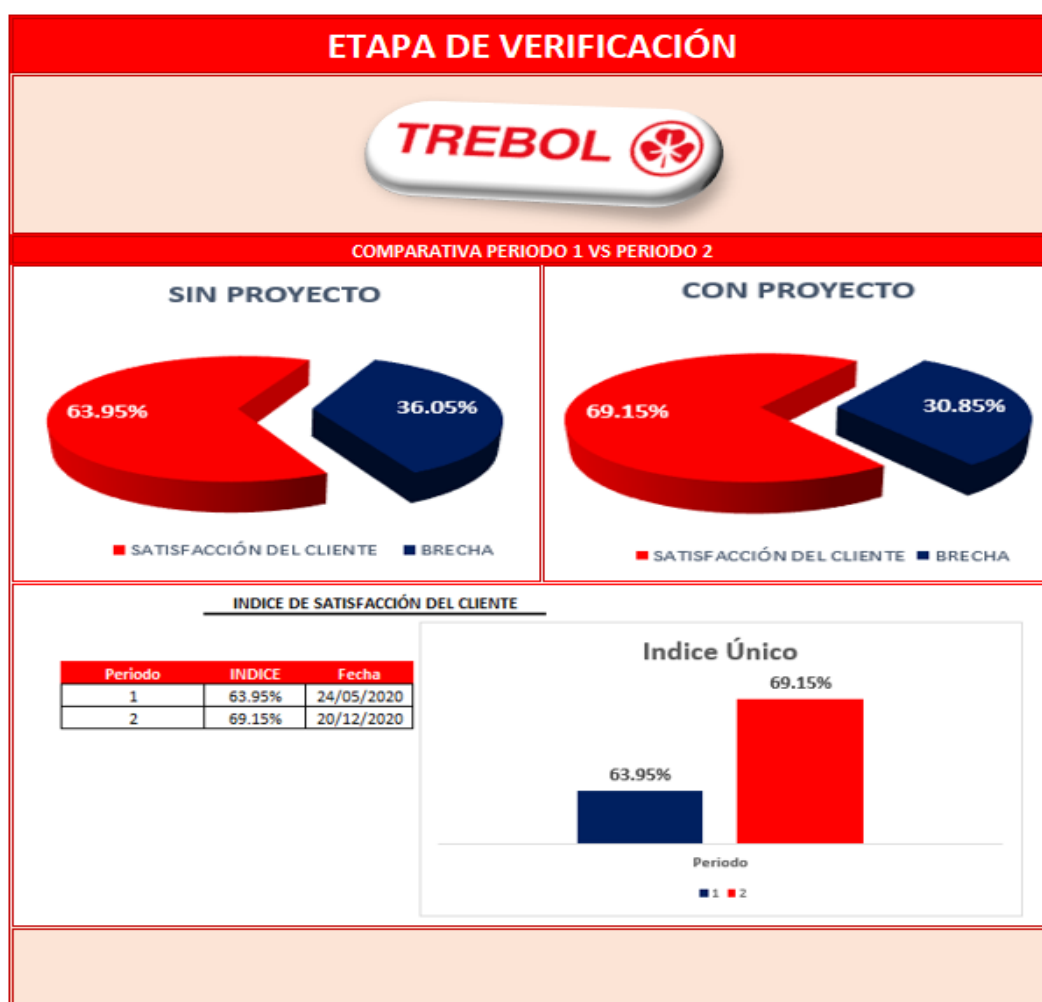 ETAPA DE VERIFICACIÓN
TREBOL
COMPARATIVA PERIODO 1 VS PERIODO 2
SIN PROYECTO
63.95%
36.05%
SATISFACCIÓN DEL CLIENTE BRECHA
CON PROYECTO
69.15%
30.85%
SATISFACCIÓN DEL CLIENTE BRECHA
INDICE DE SATISFACCIÓN DEL CLIENTE
Periodo INDICE Fecha
1 63.95% 24/05/2020
2 69.15% 20/12/2020
Indice Único
69.15%
63.95%
Periodo
1 2